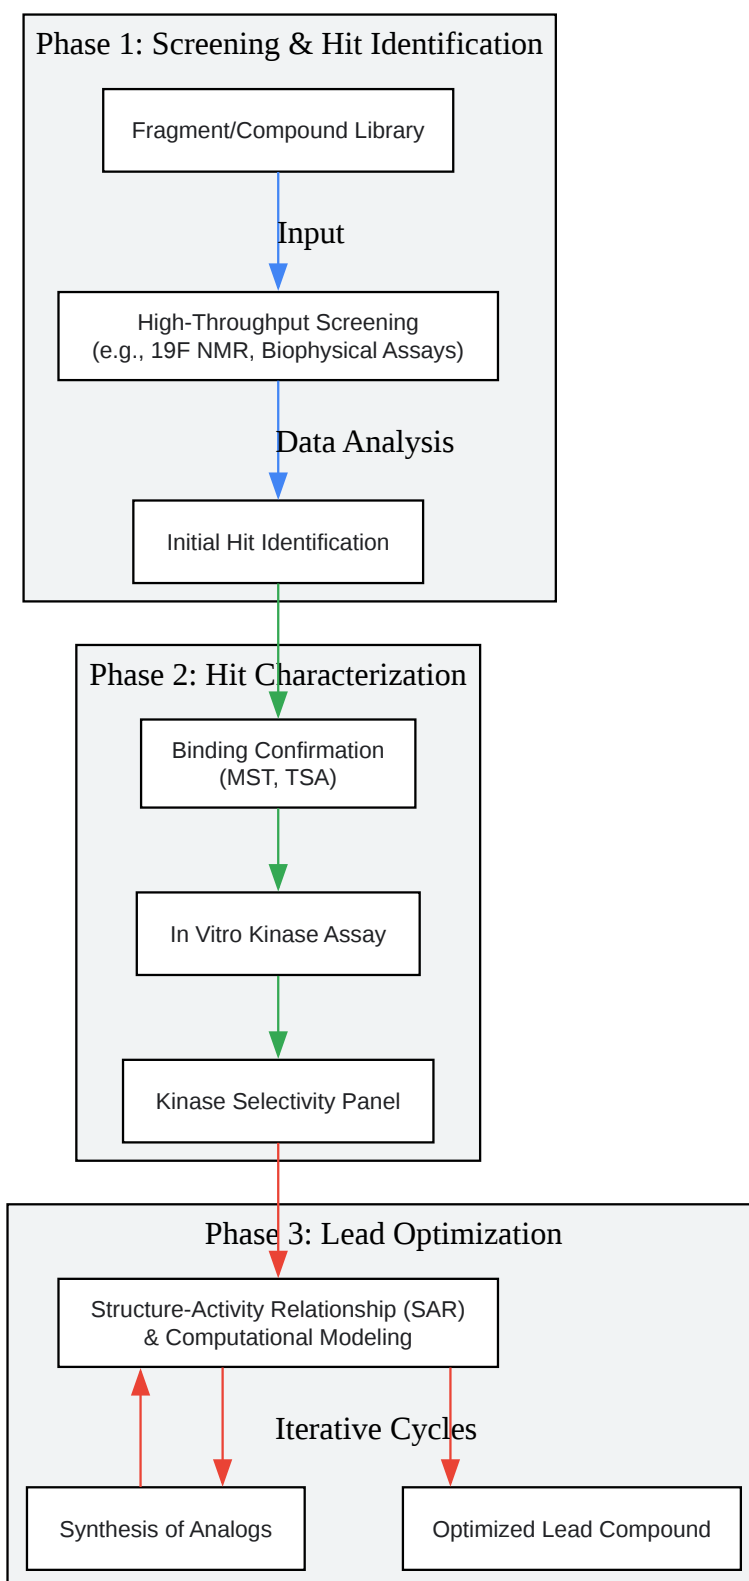 Phase 1: Screening & Hit Identification
Fragment/Compound Library
Input
High-Throughput Screening
(e.g., 19F NMR, Biophysical Assays)
Data Analysis
Initial Hit Identification
Phase 2: Hit Characterization
Binding Confirmation
(MST, TSA)
In Vitro Kinase Assay
Kinase Selectivity Panel
Phase 3: Lead Optimization
Structure-Activity Relationship (SAR)
& Computational Modeling
Iterative Cycles
Synthesis of Analogs
Optimized Lead Compound